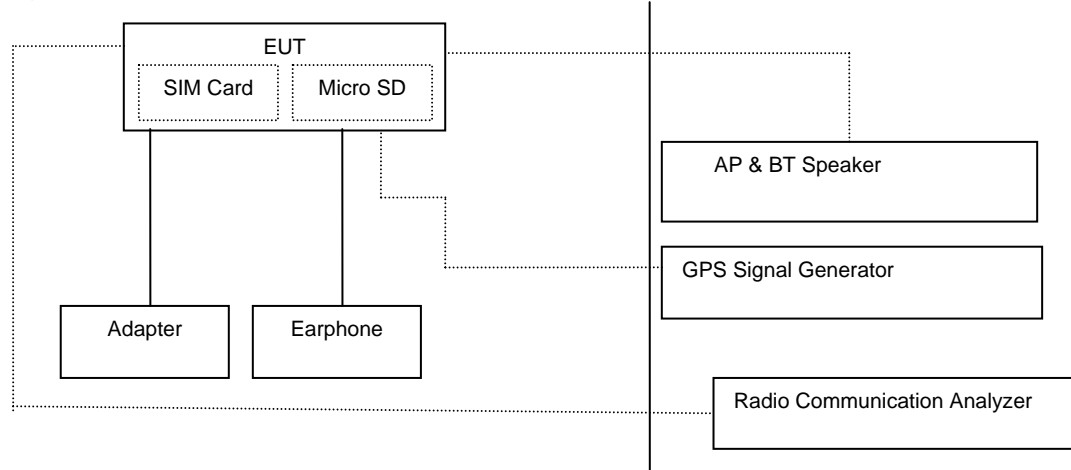 EUT
SIM Card
Micro SD
AP & BT Speaker
GPS Signal Generator
Adapter
Earphone
Radio Communication Analyzer